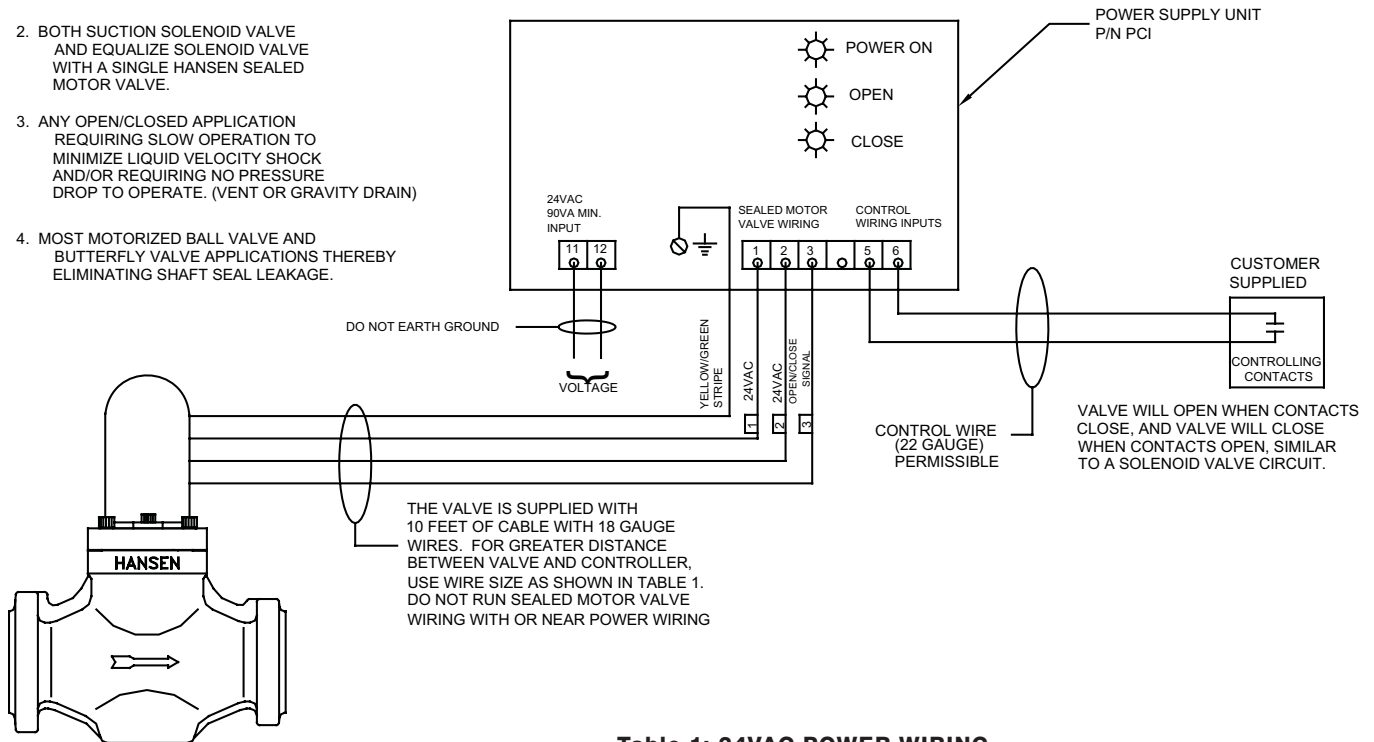 2. BOTH SUCTION SOLENOID VALVE
AND EQUALIZE SOLENOID VALVE
WITH A SINGLE HANSEN SEALED
MOTOR VALVE.
3. ANY OPEN/CLOSED APPLICATION
REQUIRING SLOW OPERATION TO
MINIMIZE LIQUID VELOCITY SHOCK
AND/OR REQUIRING NO PRESSURE
DROP TO OPERATE. (VENT OR GRAVITY DRAIN)
4. MOST MOTORIZED BALL VALVE AND
BUTTERFLY VALVE APPLICATIONS THEREBY
ELIMINATING SHAFT SEAL LEAKAGE.
POWER SUPPLY UNIT
P/N PCI
POWER ON
OPEN
CLOSE
24VAC
90VA MIN.
INPUT
11 12
SEALED MOTOR
VALVE WIRING
CONTROL
WIRING INPUTS
1 2 3 5 6
DO NOT EARTH GROUND
VOLTAGE
YELLOW/GREEN
STRIPE
24VAC
24VAC
OPEN/CLOSE
SIGNAL
1 2 3
CUSTOMER
SUPPLIED
CONTROLLING
CONTACTS
CONTROL WIRE
(22 GAUGE)
PERMISSIBLE
VALVE WILL OPEN WHEN CONTACTS
CLOSE, AND VALVE WILL CLOSE
WHEN CONTACTS OPEN, SIMILAR
TO A SOLENOID VALVE CIRCUIT.
THE VALVE IS SUPPLIED WITH
10 FEET OF CABLE WITH 18 GAUGE
WIRES. FOR GREATER DISTANCE
BETWEEN VALVE AND CONTROLLER,
USE WIRE SIZE AS SHOWN IN TABLE 1.
DO NOT RUN SEALED MOTOR VALVE
WIRING WITH OR NEAR POWER WIRING
HANSEN
Table 1: 24VAC POWER WIRING